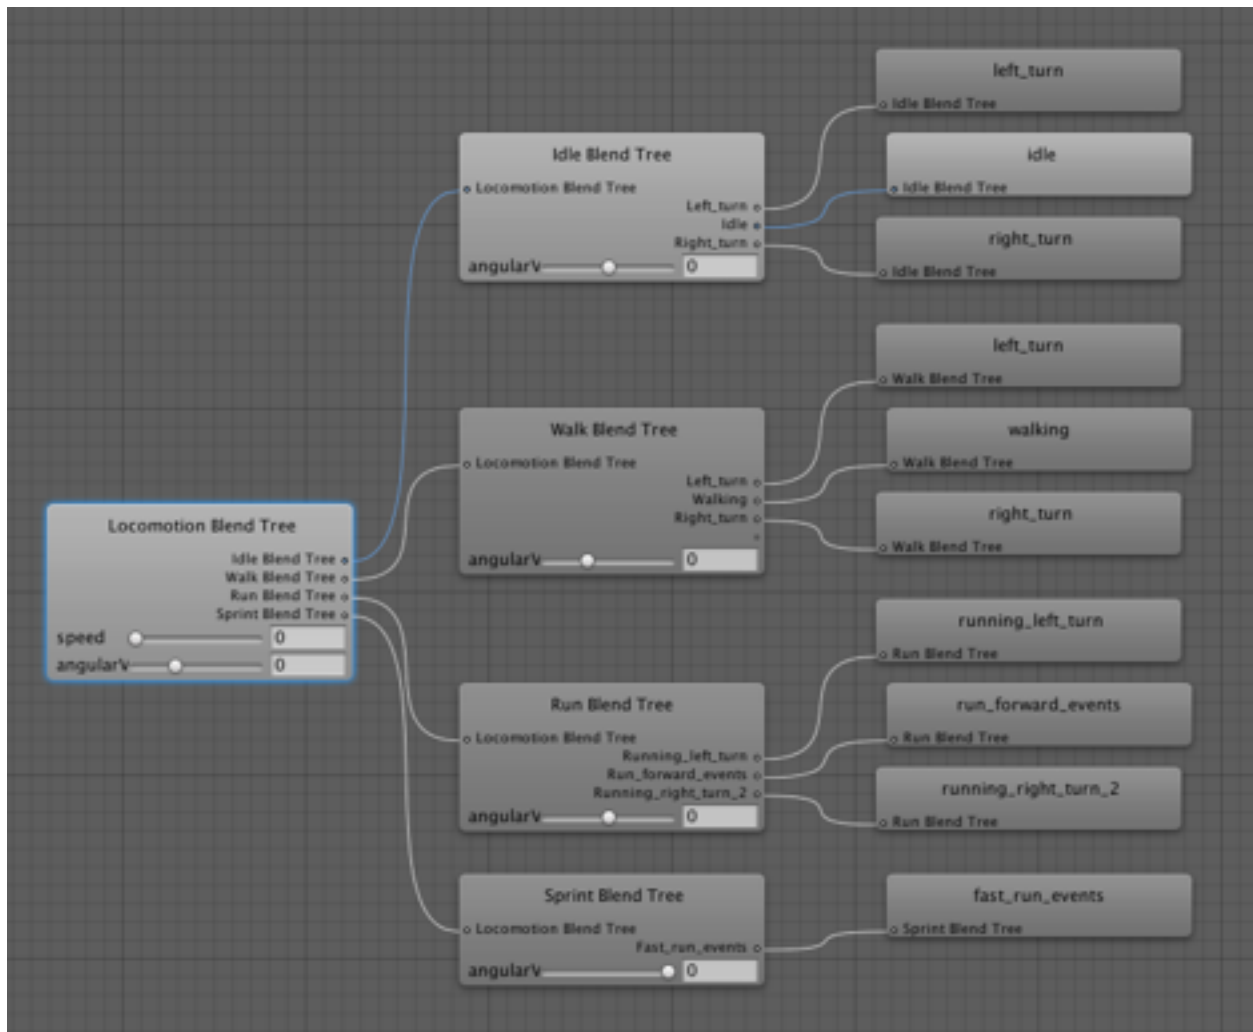 left_turn
Idle Blend Tree
Idle Blend Tree
Locomotion Blend Tree
Left_turn
Idle
Right_turn
angularV
0
idle
Idle Blend Tree
right_turn
Idle Blend Tree
left_turn
Walk Blend Tree
Walk Blend Tree
Locomotion Blend Tree
Left_turn
Walking
Right_turn
angularV
0
walking
Walk Blend Tree
right_turn
Walk Blend Tree
Locomotion Blend Tree
Idle Blend Tree
Walk Blend Tree
Run Blend Tree
Sprint Blend Tree
speed
0
angularV
0
running_left_turn
Run Blend Tree
Run Blend Tree
Locomotion Blend Tree
Running_left_turn
Run_forward_events
Running_right_turn_2
angularV
0
run_forward_events
Run Blend Tree
running_right_turn_2
Run Blend Tree
Sprint Blend Tree
Locomotion Blend Tree
Fast_run_events
angularV
0
fast_run_events
Sprint Blend Tree